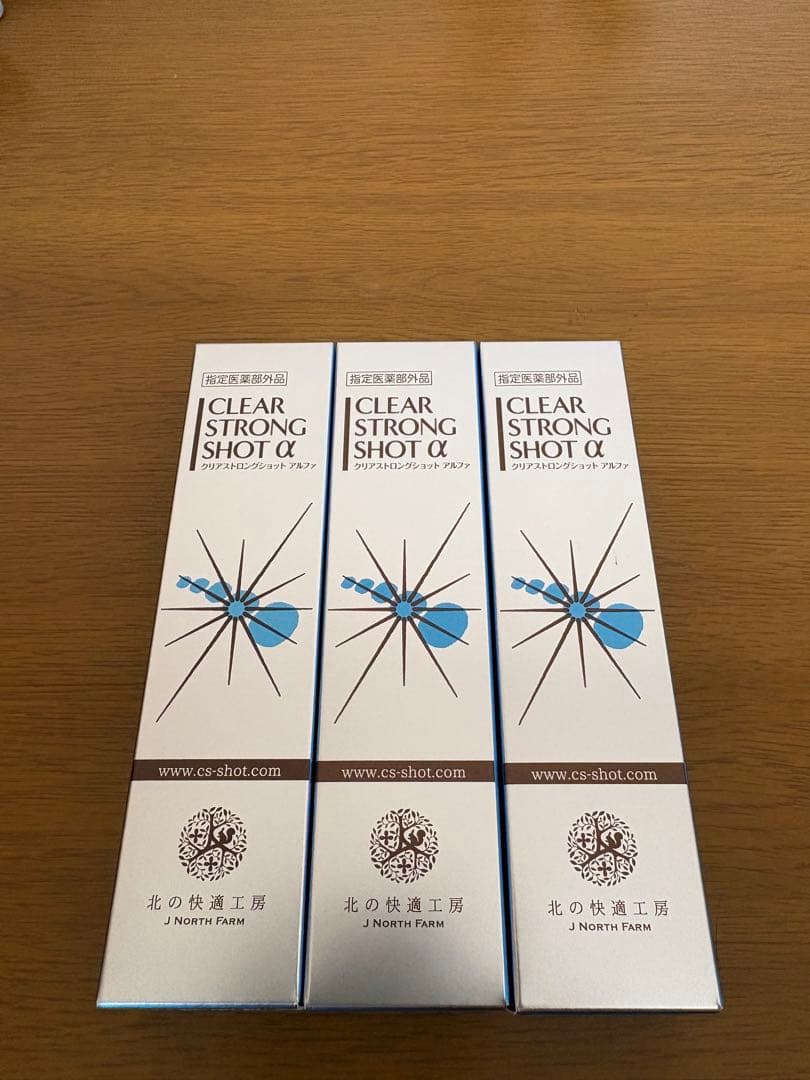 指定医薬部外品
CLEAR
STRONG
SHOT α
クリアストロングショット アルファ
www.cs-shot.com
北の快適工房
J NORTH FARM
指定医薬部外品
CLEAR
STRONG
SHOT α
クリアストロングショット アルファ
www.cs-shot.com
北の快適工房
J NORTH FARM
指定医薬部外品
CLEAR
STRONG
SHOT α
クリアストロングショット アルファ
www.cs-shot.com
北の快適工房
J NORTH FARM